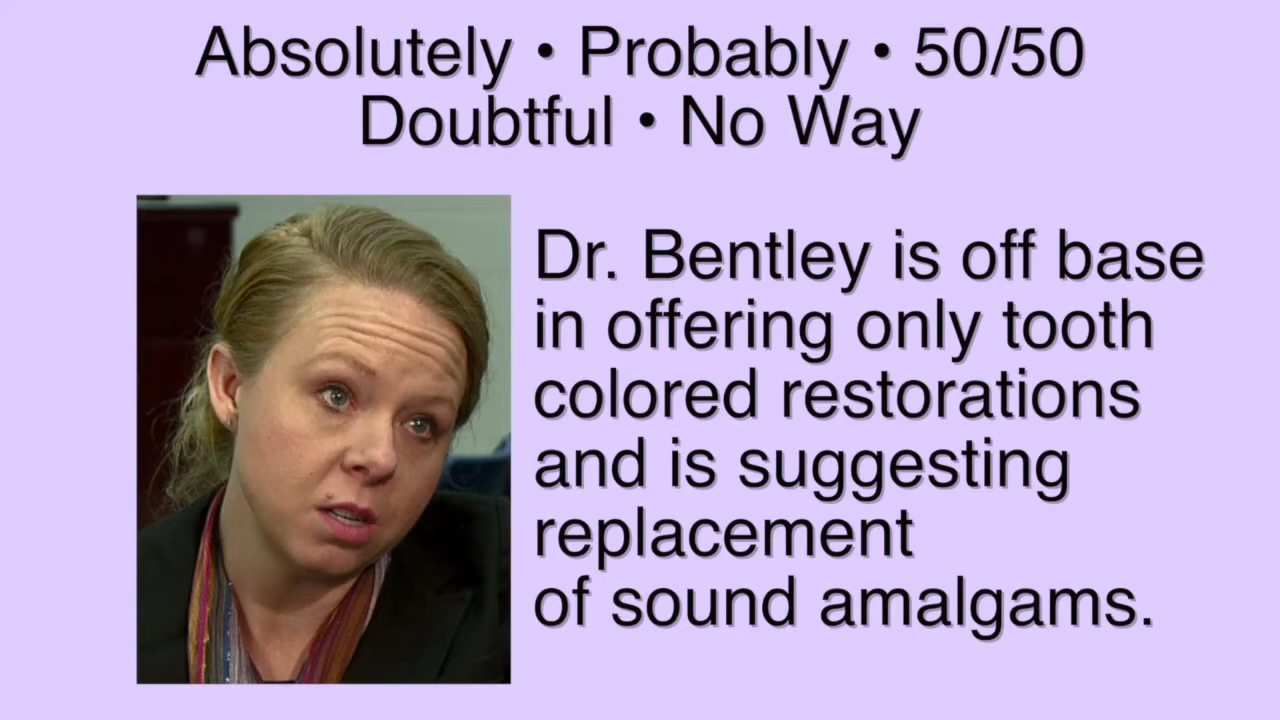 Absolutely • Probably • 50/50
Doubtful • No Way
Dr. Bentley is off base
in offering only tooth
colored restorations
and is suggesting
replacement
of sound amalgams.